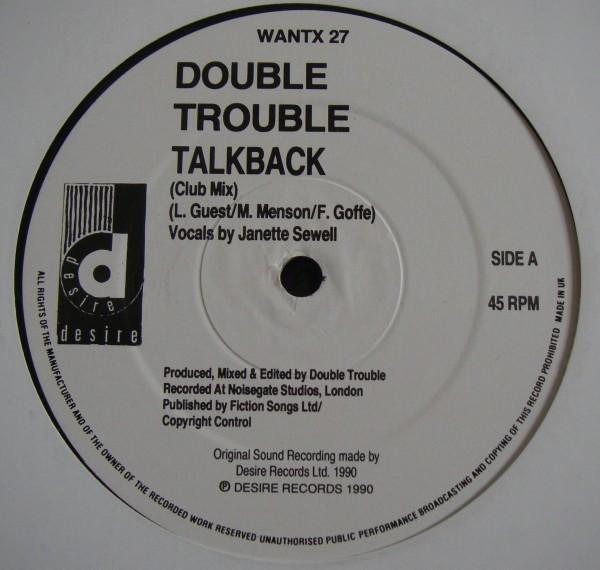 WANTX 27
DOUBLE
TROUBLE
TALKBACK
(Club Mix)
(L. Guest/M. Menson/F. Goffe)
Vocals by Janette Sewell
d
desire
desire
SIDE A
45 RPM
Produced, Mixed & Edited by Double Trouble
Recorded At Noisegate Studios, London
Published by Fiction Songs Ltd/
Copyright Control
Original Sound Recording made by
Desire Records Ltd. 1990
℗ DESIRE RECORDS 1990
ALL RIGHTS OF THE MANUFACTURER AND OF THE OWNER OF THE RECORDED WORK RESERVED UNAUTHORISED PUBLIC PERFORMANCE BROADCASTING AND COPYING OF THIS RECORD PROHIBITED MADE IN UK